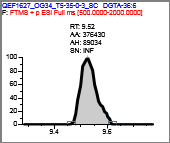 QEF1627_OG34_T5-35-0-3_SC DGTA-36:6
F: FTMS + p ESI Full ms [500.0000-2000.0000]
RT: 9.52
AA: 376430
AH: 89034
SN: INF
100
80
60
40
20
0
9.4 9.6